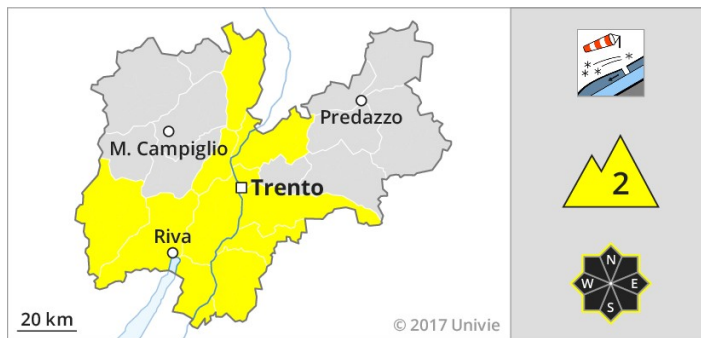 Predazzo
M. Campiglio
Trento
Riva
20 km
© 2017 Univie
2
N
W E
S